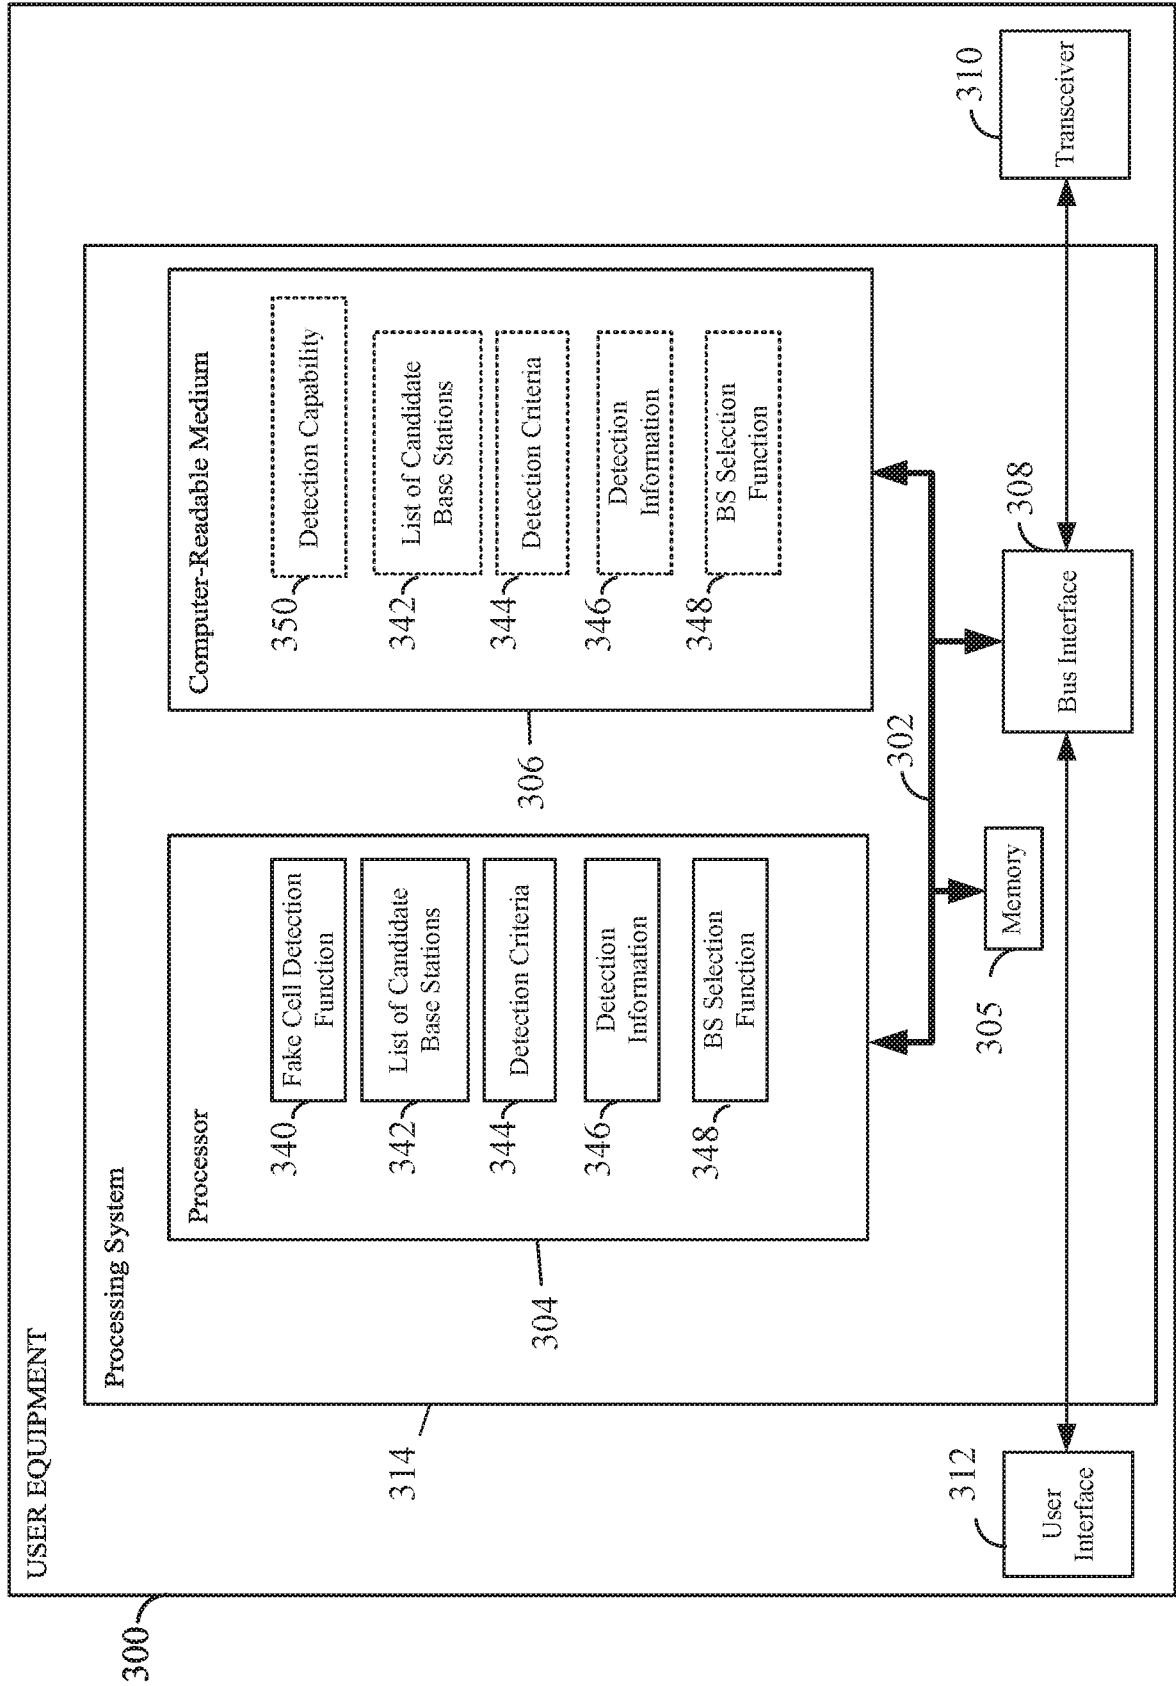 USER EQUIPMENT
300
Processing System
314
Processor
304
340
Fake Cell Detection
Function
342
List of Candidate
Base Stations
344
Detection Criteria
346
Detection
Information
348
BS Selection
Function
Computer-Readable Medium
306
350
Detection Capability
342
List of Candidate
Base Stations
344
Detection Criteria
346
Detection
Information
348
BS Selection
Function
302
Memory
305
312
User
Interface
Bus Interface
308
310
Transceiver